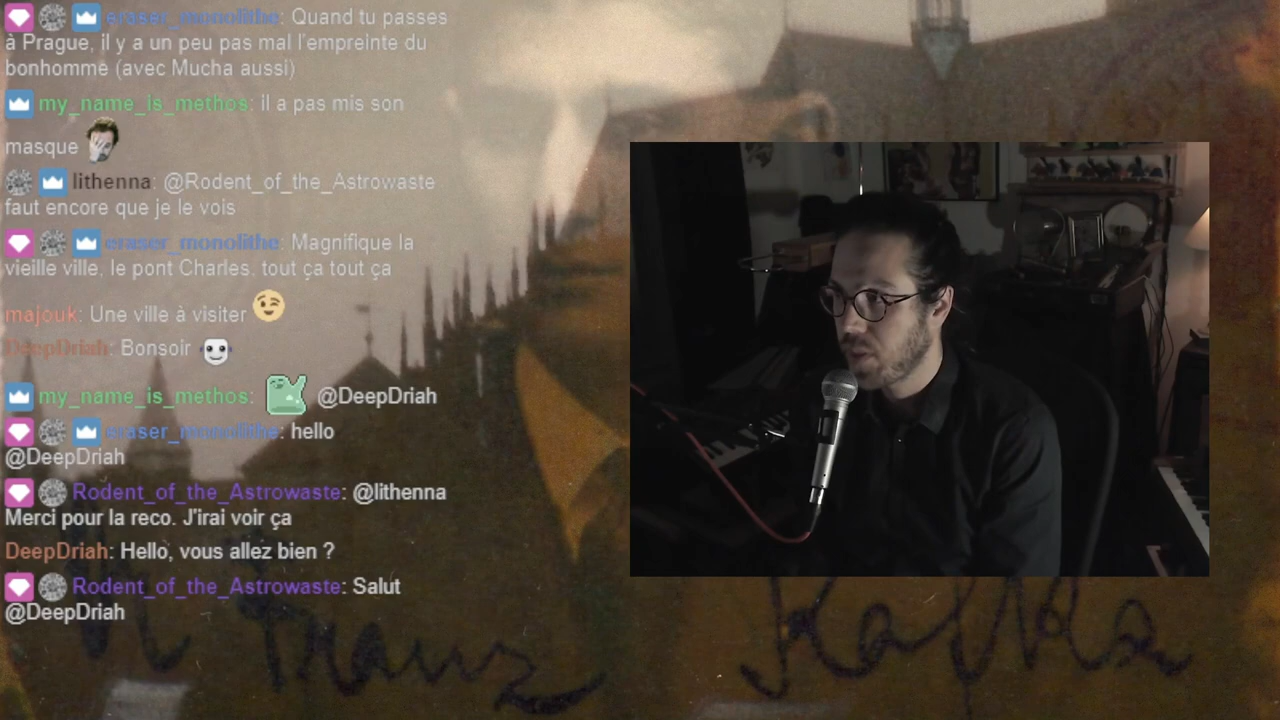 eraser_monolithe: Quand tu passes
à Prague, il y a un peu pas mal l'empreinte du
bonhomme (avec Mucha aussi)
my_name_is_methos: il a pas mis son
masque
lithenna: @Rodent_of_the_Astrowaste
faut encore que je le vois
eraser_monolithe: Magnifique la
vieille ville, le pont Charles. tout ça tout ça
majouk: Une ville à visiter
DeepDriah: Bonsoir
my_name_is_methos: @DeepDriah
eraser_monolithe: hello
@DeepDriah
Rodent_of_the_Astrowaste: @lithenna
Merci pour la reco. J'irai voir ça
DeepDriah: Hello, vous allez bien ?
Rodent_of_the_Astrowaste: Salut
@DeepDriah
Franz Kafka